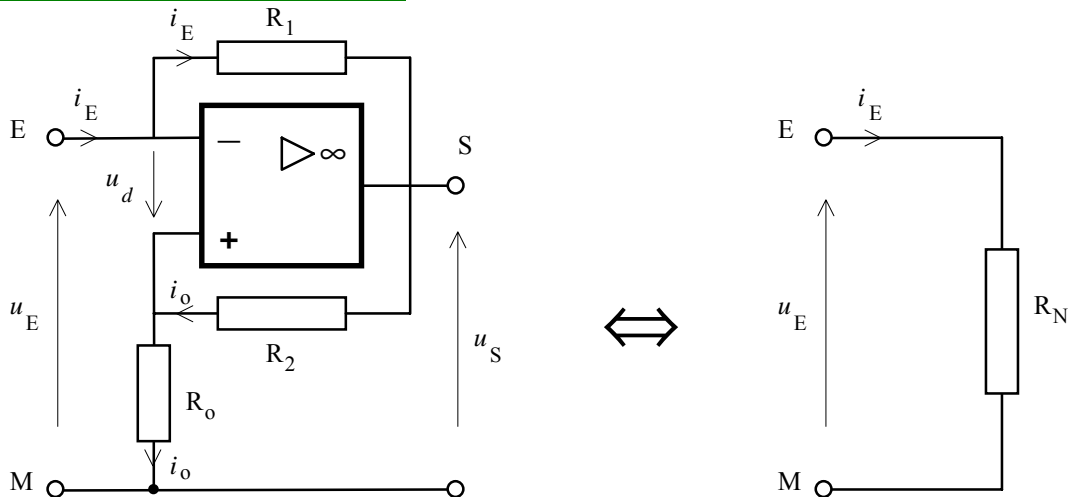 i_E
R_1
i_E
E
− ▷ ∞
S
u_d
+
i_o
u_E
R_2
u_S
R_o
i_o
M
E
i_E
u_E
R_N
M